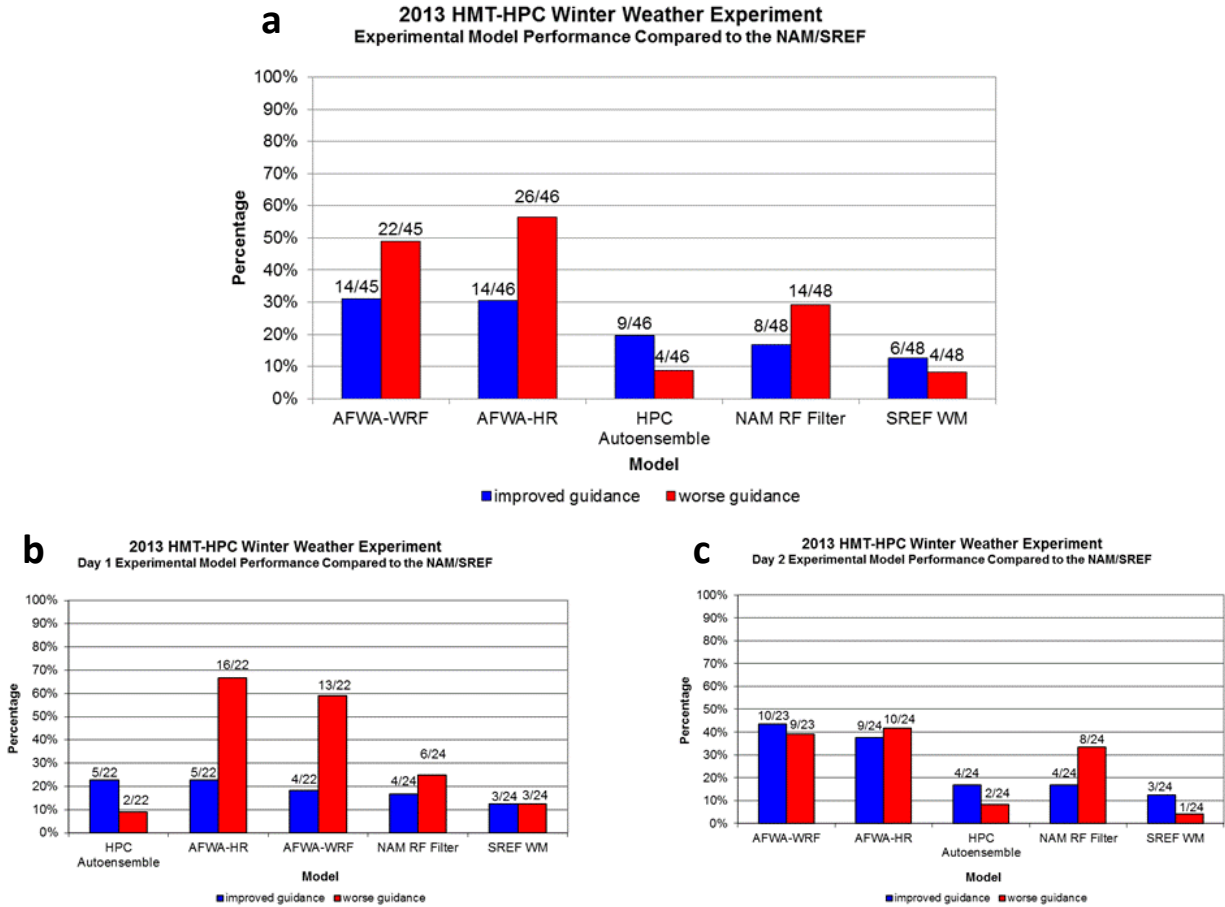 a
2013 HMT-HPC Winter Weather Experiment
Experimental Model Performance Compared to the NAM/SREF
Percentage
100%
90%
80%
70%
60%
50%
40%
30%
20%
10%
0%
14/45
22/45
14/46
26/46
9/46
4/46
8/48
14/48
6/48
4/48
AFWA-WRF
AFWA-HR
HPC
Autoensemble
NAM RF Filter
SREF WM
Model
improved guidance
worse guidance
b
2013 HMT-HPC Winter Weather Experiment
Day 1 Experimental Model Performance Compared to the NAM/SREF
Percentage
100%
90%
80%
70%
60%
50%
40%
30%
20%
10%
0%
5/22
2/22
5/22
16/22
4/22
13/22
4/24
6/24
3/24
3/24
HPC
Autoensemble
AFWA-HR
AFWA-WRF
NAM RF Filter
SREF WM
Model
improved guidance
worse guidance
c
2013 HMT-HPC Winter Weather Experiment
Day 2 Experimental Model Performance Compared to the NAM/SREF
Percentage
100%
90%
80%
70%
60%
50%
40%
30%
20%
10%
0%
10/23
9/23
9/24
10/24
4/24
2/24
4/24
8/24
3/24
1/24
AFWA-WRF
AFWA-HR
HPC
Autoensemble
NAM RF Filter
SREF WM
Model
improved guidance
worse guidance